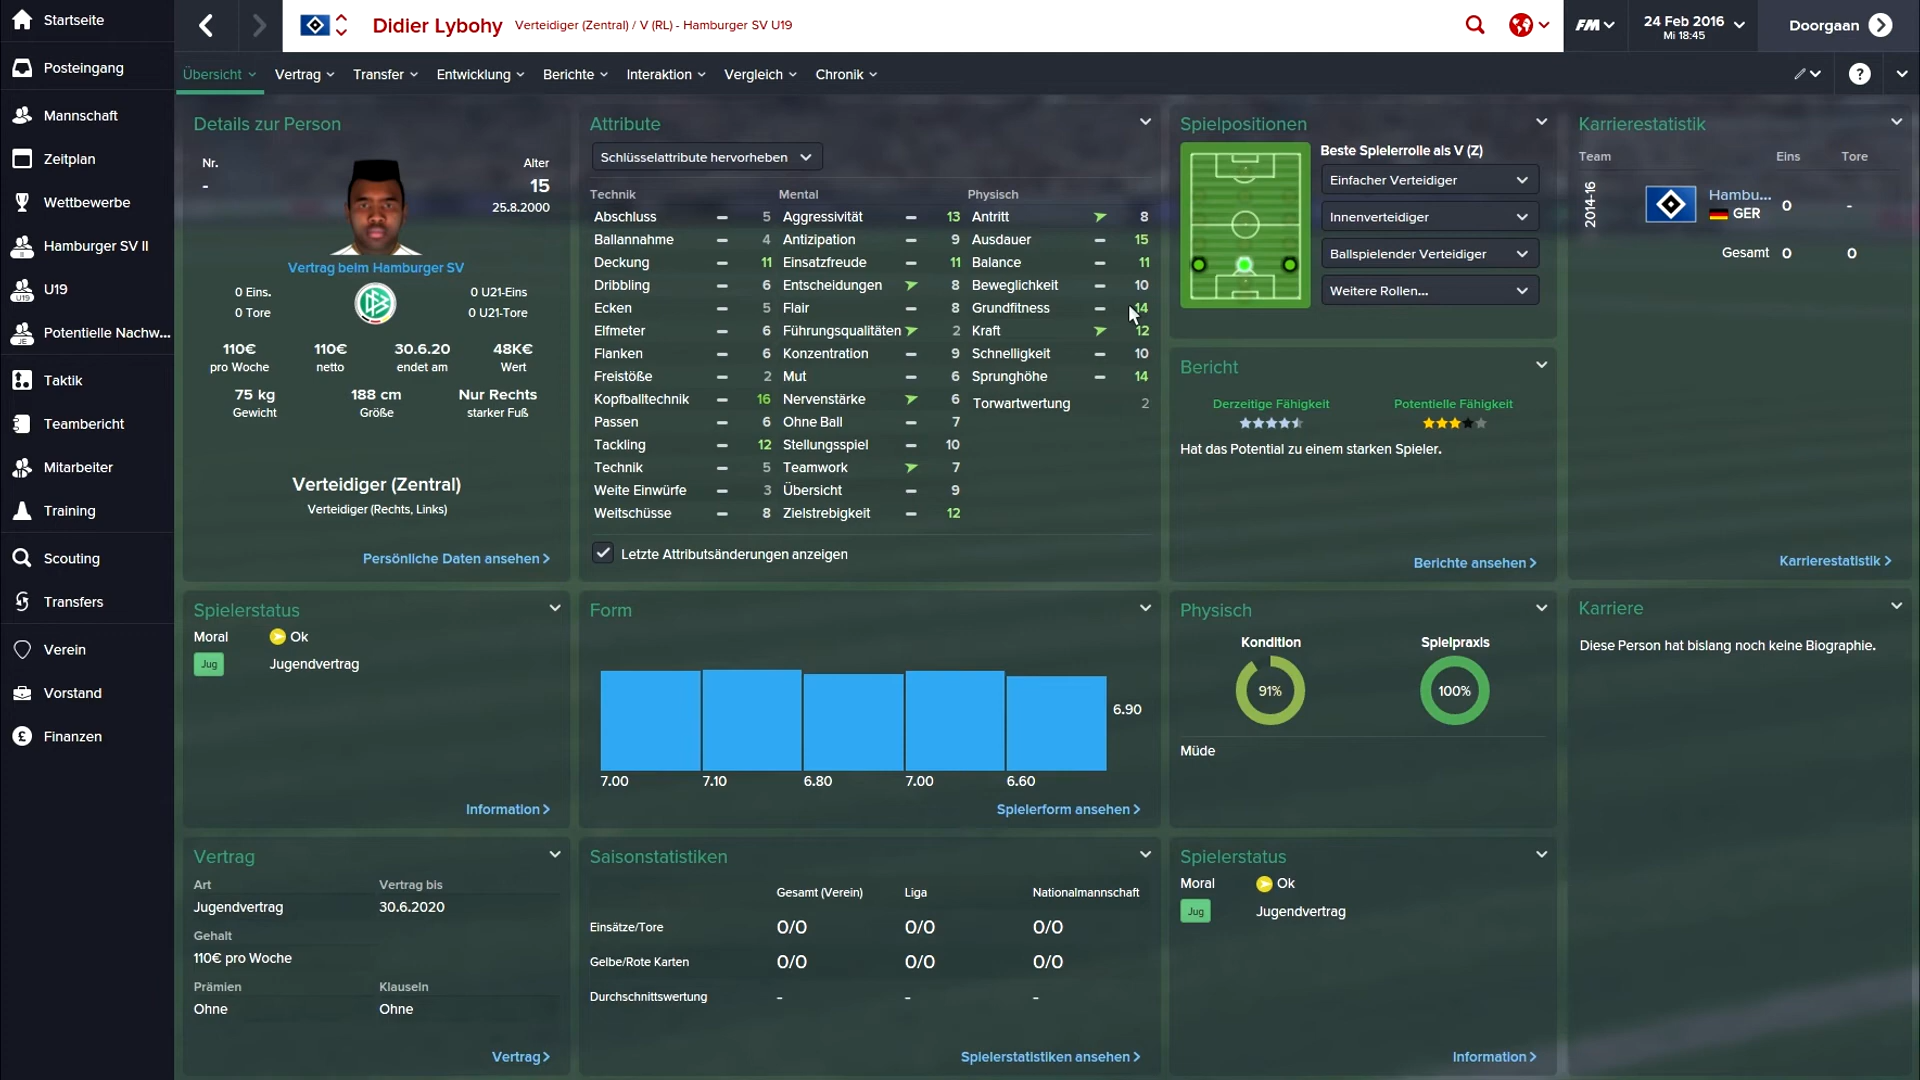 Startseite
Posteingang
Mannschaft
Zeitplan
Wettbewerbe
Hamburger SV II
U19
Potentielle Nachw...
Taktik
Teambericht
Mitarbeiter
Training
Scouting
Transfers
Verein
Vorstand
Finanzen
Didier Lybohy
Verteidiger (Zentral) / V (RL) - Hamburger SV U19
FM
24 Feb 2016
Mi 18:45
Doorgaan
Übersicht Vertrag Transfer Entwicklung Berichte Interaktion Vergleich Chronik
?
Details zur Person
Nr.
-
Alter
15
25.8.2000
Vertrag beim Hamburger SV
0 Eins. 0 U21-Eins
0 Tore 0 U21-Tore
110€ 110€ 30.6.20 48K€
pro Woche netto endet am Wert
75 kg 188 cm Nur Rechts
Gewicht Größe starker Fuß
Verteidiger (Zentral)
Verteidiger (Rechts, Links)
Persönliche Daten ansehen >
Attribute
Schlüsselattribute hervorheben
Technik Mental Physisch
Abschluss - 5 Aggressivität - 13 Antritt 8
Ballannahme - 4 Antizipation - 9 Ausdauer - 15
Deckung - 11 Einsatzfreude - 11 Balance - 11
Dribbling - 6 Entscheidungen 8 Beweglichkeit - 10
Ecken - 5 Flair - 8 Grundfitness - 14
Elfmeter - 6 Führungsqualitäten 2 Kraft 12
Flanken - 6 Konzentration - 9 Schnelligkeit - 10
Freistöße - 2 Mut - 6 Sprunghöhe - 14
Kopfballtechnik - 16 Nervenstärke 6 Torwartwertung 2
Passen - 6 Ohne Ball - 7
Tackling - 12 Stellungsspiel - 10
Technik - 5 Teamwork 7
Weite Einwürfe - 3 Übersicht - 9
Weitschüsse - 8 Zielstrebigkeit - 12
Letzte Attributsänderungen anzeigen
Spielpositionen
Beste Spielerrolle als V (Z)
Einfacher Verteidiger
Innenverteidiger
Ballspielender Verteidiger
Weitere Rollen...
Bericht
Derzeitige Fähigkeit Potentielle Fähigkeit
Hat das Potential zu einem starken Spieler.
Berichte ansehen >
Karrierestatistik
Team Eins Tore
2014-16
Hambu... 0 -
GER
Gesamt 0 0
Karrierestatistik >
Spielerstatus
Moral Ok
Jug Jugendvertrag
Information >
Form
6.90
7.00 7.10 6.80 7.00 6.60
Spielerform ansehen >
Physisch
Kondition Spielpraxis
91% 100%
Müde
Karriere
Diese Person hat bislang noch keine Biographie.
Vertrag
Art Vertrag bis
Jugendvertrag 30.6.2020
Gehalt
110€ pro Woche
Prämien Klauseln
Ohne Ohne
Vertrag >
Saisonstatistiken
Gesamt (Verein) Liga Nationalmannschaft
Einsätze/Tore 0/0 0/0 0/0
Gelbe/Rote Karten 0/0 0/0 0/0
Durchschnittswertung - - -
Spielerstatistiken ansehen >
Spielerstatus
Moral Ok
Jug Jugendvertrag
Information >